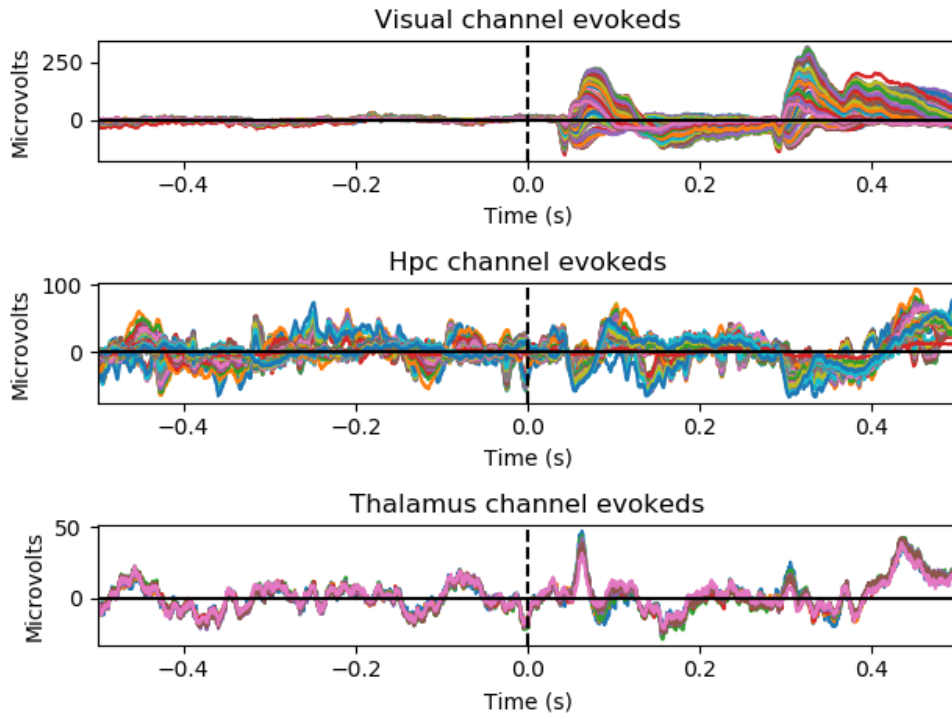 Visual channel evokeds
Microvolts
250
0
−0.4 −0.2 0.0 0.2 0.4
Time (s)
Hpc channel evokeds
Microvolts
100
0
−0.4 −0.2 0.0 0.2 0.4
Time (s)
Thalamus channel evokeds
Microvolts
50
0
−0.4 −0.2 0.0 0.2 0.4
Time (s)